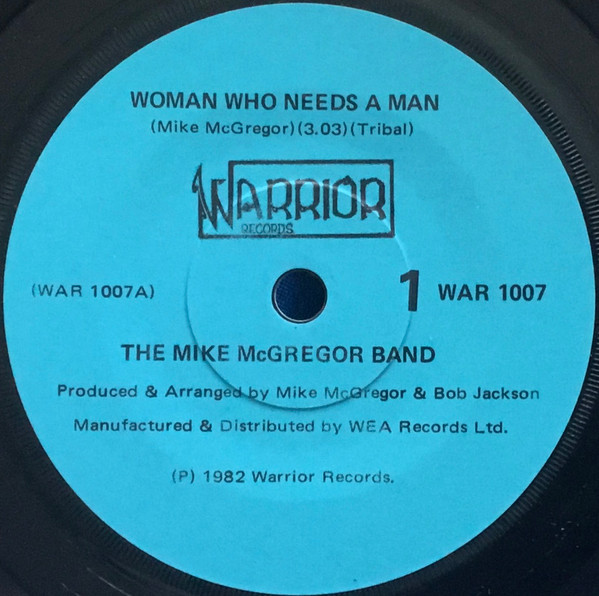 WOMAN WHO NEEDS A MAN
(Mike McGregor)(3.03)(Tribal)
WARRIOR
RECORDS
(WAR 1007A)
1 WAR 1007
THE MIKE McGREGOR BAND
Produced & Arranged by Mike McGregor & Bob Jackson
Manufactured & Distributed by WEA Records Ltd.
(P) 1982 Warrior Records.